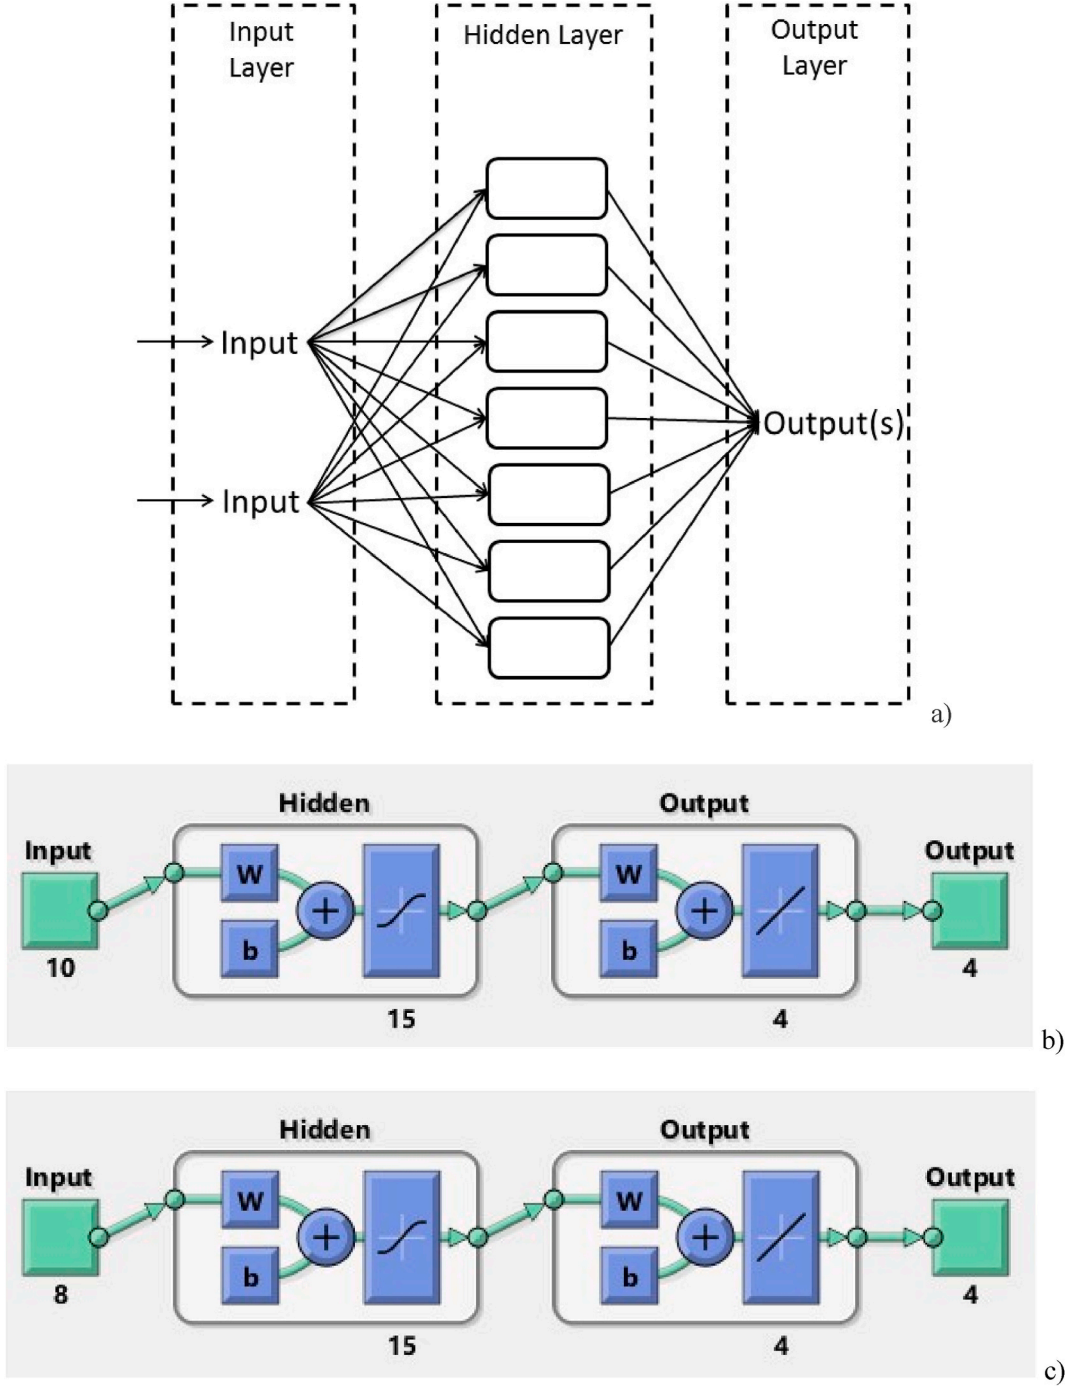 Input
Layer
Hidden Layer
Output
Layer
Input
Input
Output(s)
a)
Hidden
Output
Input
Output
W
W
b
b
10
4
15
4
b)
Hidden
Output
Input
Output
W
W
b
b
8
4
15
4
c)